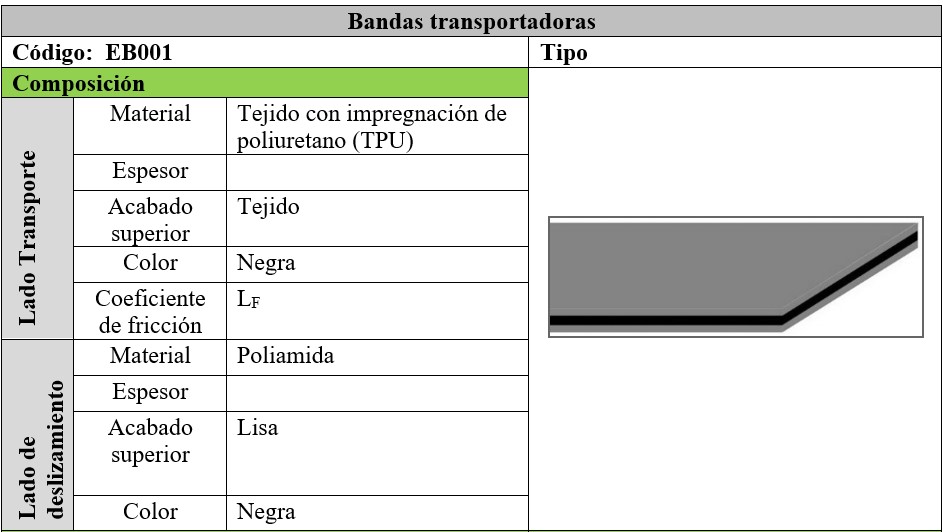 Bandas transportadoras
Código: EB001
Tipo
Composición
Lado Transporte
Material
Tejido con impregnación de
poliuretano (TPU)
Espesor
Acabado
superior
Tejido
Color
Negra
Coeficiente
de fricción
LF
Lado de
deslizamiento
Material
Poliamida
Espesor
Acabado
superior
Lisa
Color
Negra